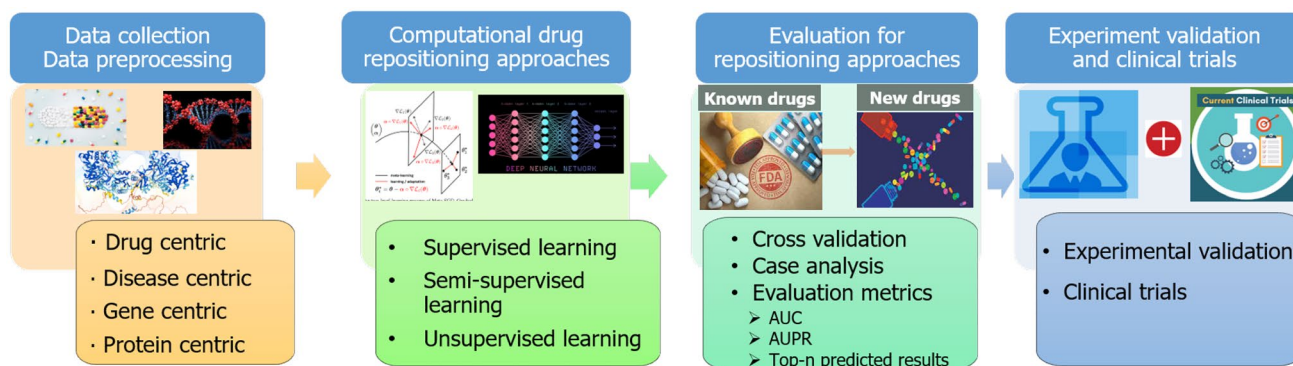 Data collection
Data preprocessing
Computational drug
repositioning approaches
Evaluation for
repositioning approaches
Experiment validation
and clinical trials
DEEP NEURAL NETWORK
Known drugs
New drugs
FDA
Current Clinical Trials
· Drug centric
· Disease centric
· Gene centric
· Protein centric
• Supervised learning
• Semi-supervised
learning
• Unsupervised learning
• Cross validation
• Case analysis
• Evaluation metrics
➢ AUC
➢ AUPR
➢ Top-n predicted results
• Experimental validation
• Clinical trials